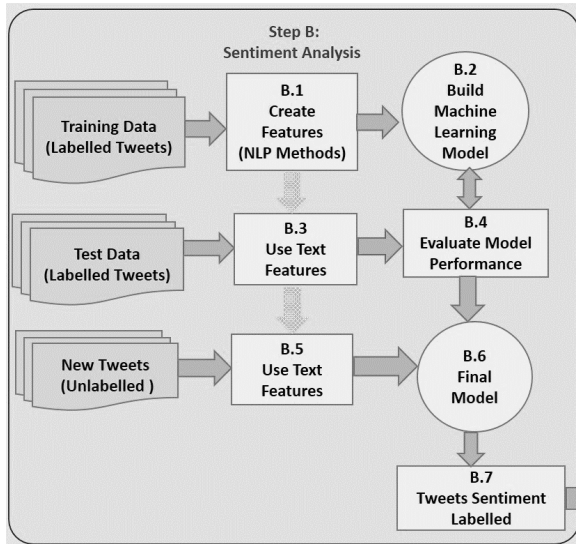 Step B:
Sentiment Analysis
Training Data
(Labelled Tweets)
B.1
Create
Features
(NLP Methods)
B.2
Build
Machine
Learning
Model
Test Data
(Labelled Tweets)
B.3
Use Text
Features
B.4
Evaluate Model
Performance
New Tweets
(Unlabelled )
B.5
Use Text
Features
B.6
Final
Model
B.7
Tweets Sentiment
Labelled